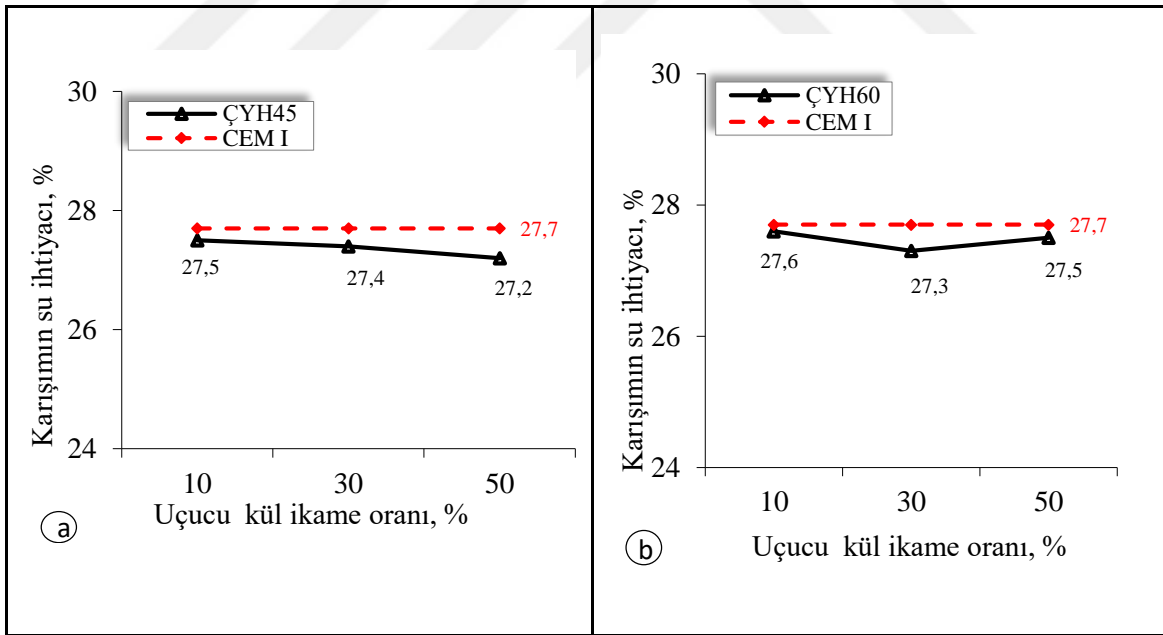 30
ÇYH45
CEM I
28
27,7
27,5
27,4
27,2
26
24
Karışımın su ihtiyacı, %
10 30 50
Uçucu kül ikame oranı, %
a
30
ÇYH60
CEM I
28
27,7
27,6
27,3
27,5
26
24
Karışımın su ihtiyacı, %
10 30 50
Uçucu kül ikame oranı, %
b